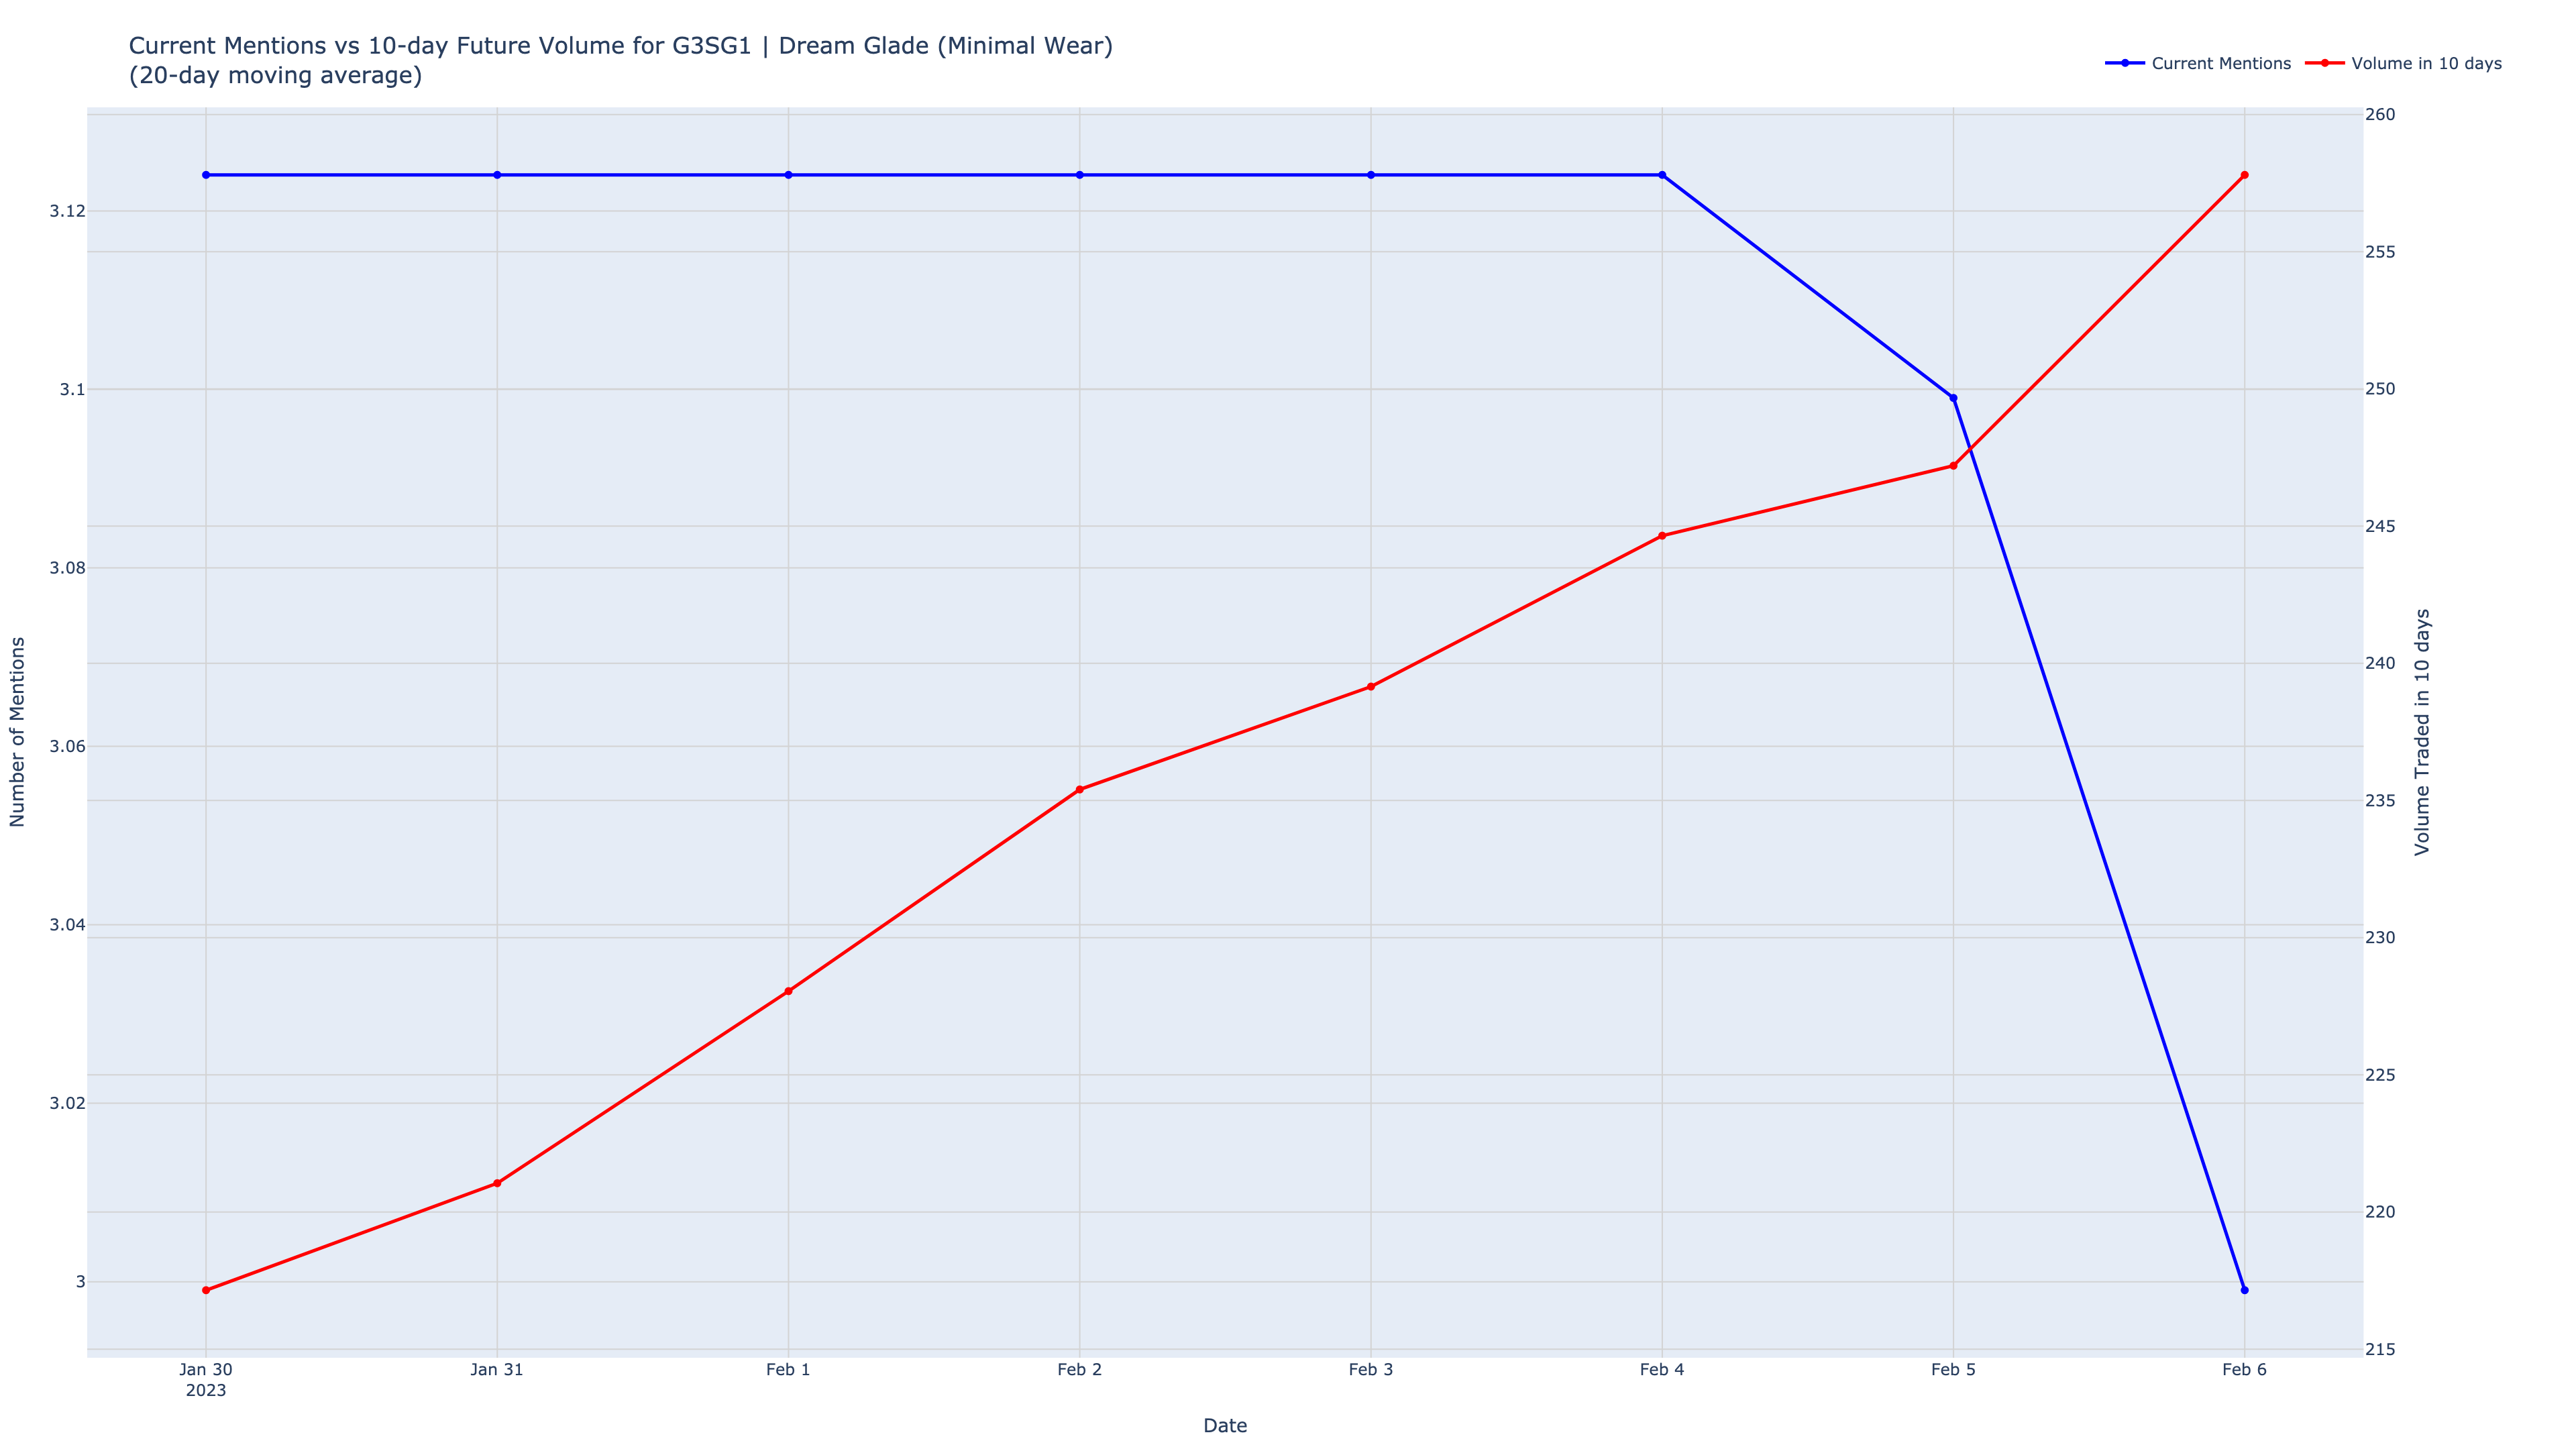 Current Mentions vs 10-day Future Volume for G3SG1 | Dream Glade (Minimal Wear)
(20-day moving average)
Current Mentions
Volume in 10 days
Number of Mentions
3.12
3.1
3.08
3.06
3.04
3.02
3
260
255
250
245
240
235
230
225
220
215
Volume Traded in 10 days
Jan 30
2023
Jan 31
Feb 1
Feb 2
Feb 3
Feb 4
Feb 5
Feb 6
Date